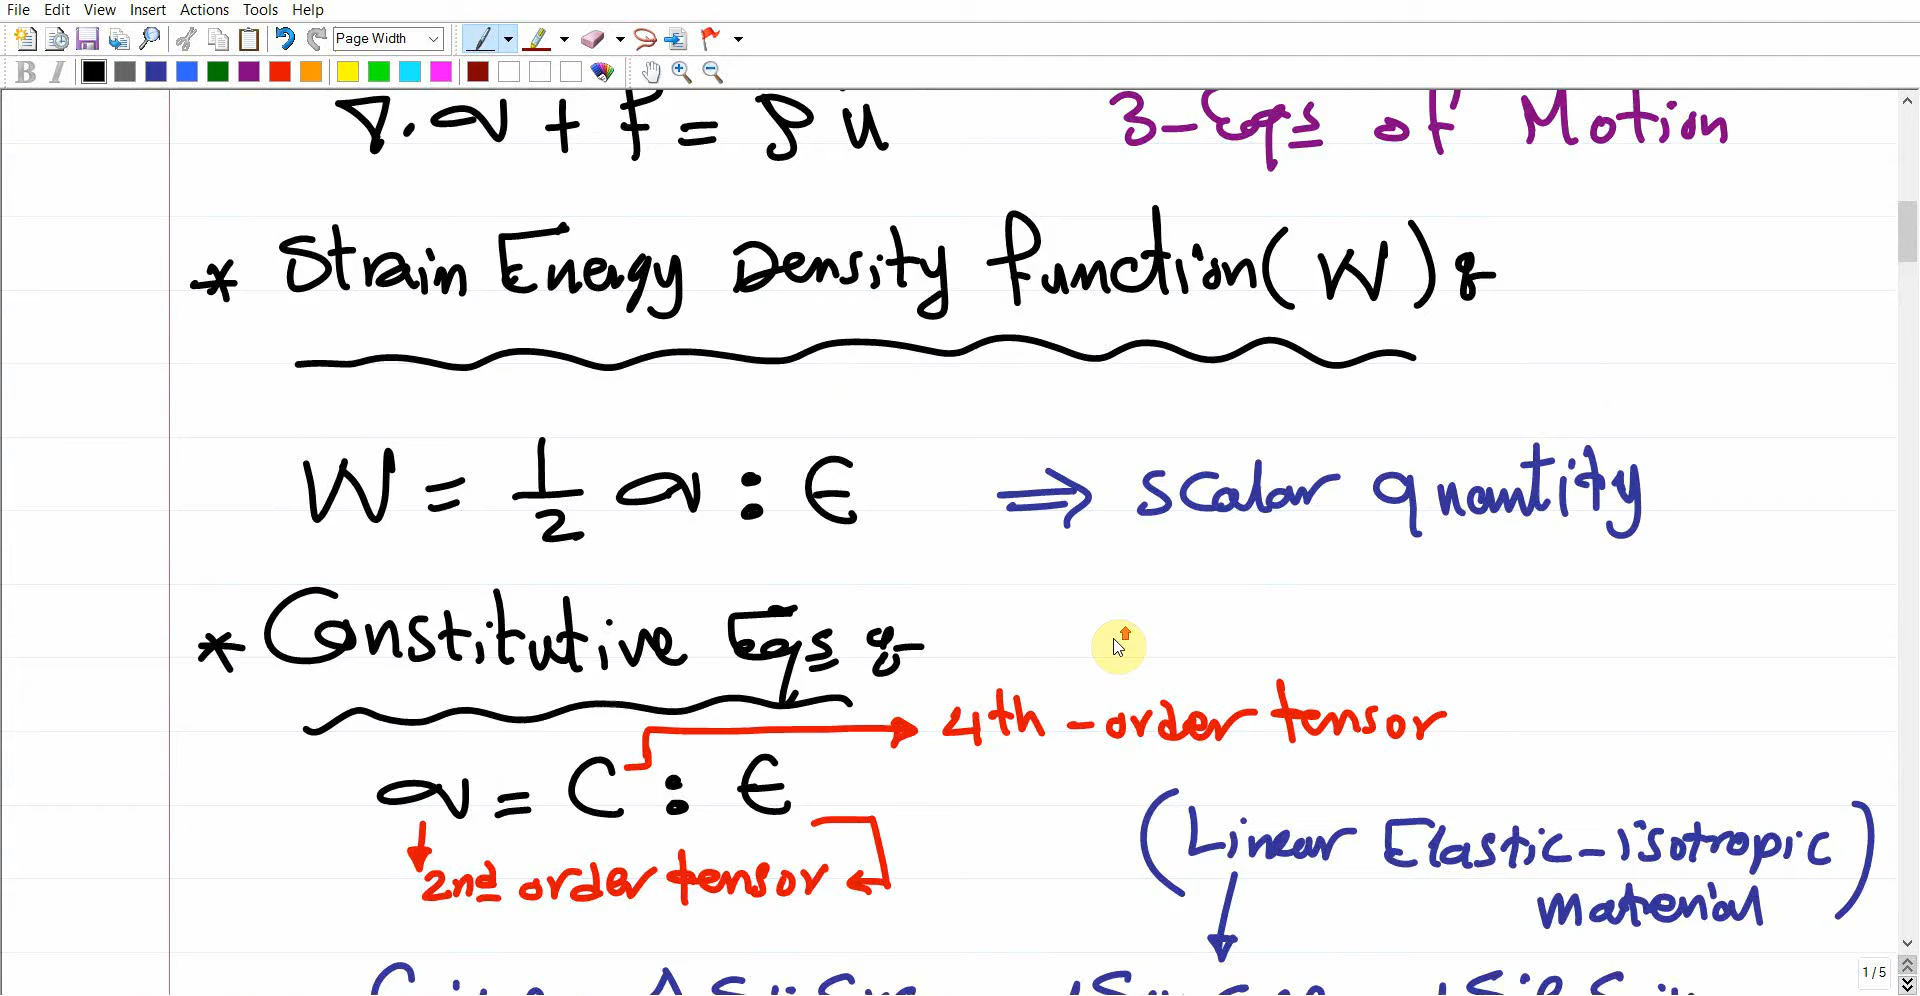 File Edit View Insert Actions Tools Help
Page Width
B I
∇·σ + F = ρü 3-Eqs of Motion
* Strain Energy Density function(W):-
W = 1/2 σ : ε ⇒ scalar quantity
* Constitutive Eqs :-
→ 4th-order tensor
σ = C : ε
2nd order tensor
(Linear Elastic-isotropic
material)
1/5